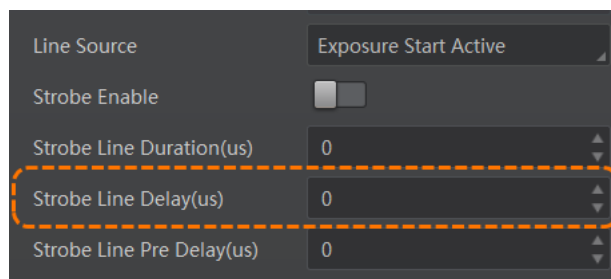 Line Source Exposure Start Active
Strobe Enable
Strobe Line Duration(us) 0
Strobe Line Delay(us) 0
Strobe Line Pre Delay(us) 0